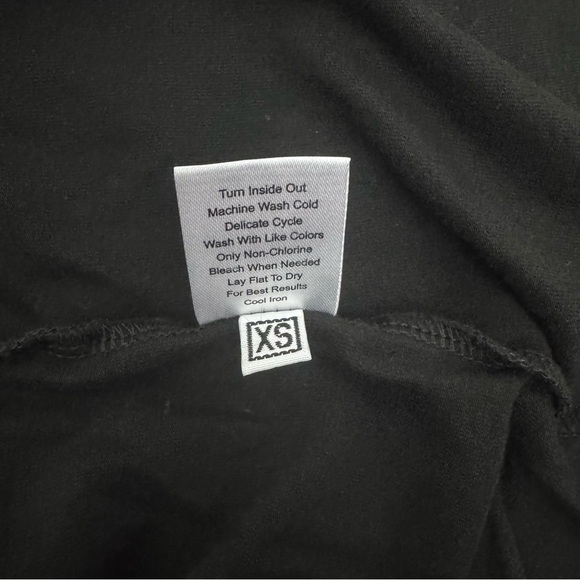 Turn Inside Out
Machine Wash Cold
Delicate Cycle
Wash With Like Colors
Only Non-Chlorine
Bleach When Needed
Lay Flat To Dry
For Best Results
Cool Iron
XS